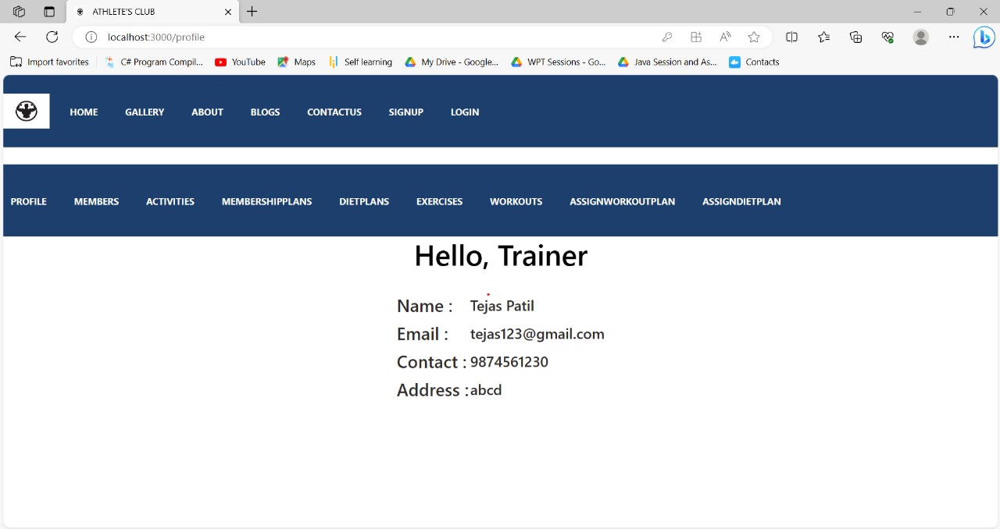 ATHLETE'S CLUB
localhost:3000/profile
Import favorites C# Program Compil... YouTube Maps Self learning My Drive - Google... WPT Sessions - Go... Java Session and As... Contacts
HOME GALLERY ABOUT BLOGS CONTACTUS SIGNUP LOGIN
PROFILE MEMBERS ACTIVITIES MEMBERSHIPPLANS DIETPLANS EXERCISES WORKOUTS ASSIGNWORKOUTPLAN ASSIGNDIETPLAN
Hello, Trainer
Name : Tejas Patil
Email : tejas123@gmail.com
Contact : 9874561230
Address : abcd